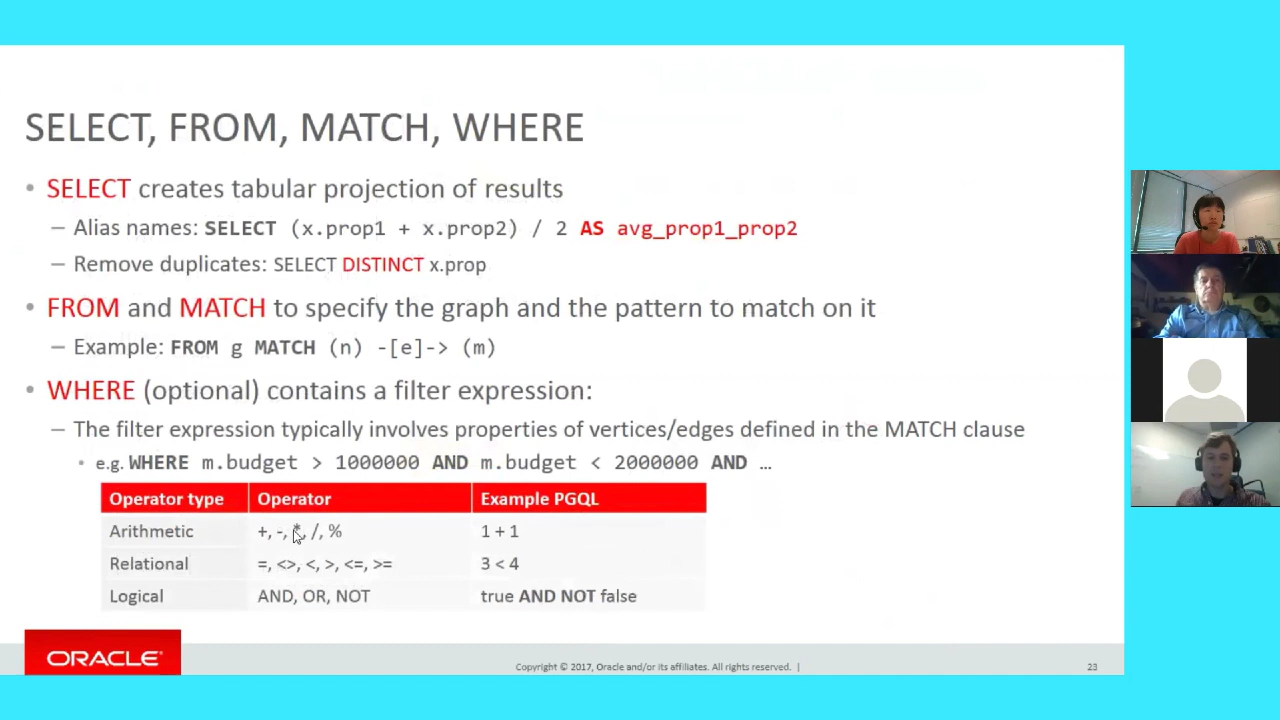 SELECT, FROM, MATCH, WHERE
• SELECT creates tabular projection of results
– Alias names: SELECT (x.prop1 + x.prop2) / 2 AS avg_prop1_prop2
– Remove duplicates: SELECT DISTINCT x.prop
• FROM and MATCH to specify the graph and the pattern to match on it
– Example: FROM g MATCH (n) -[e]-> (m)
• WHERE (optional) contains a filter expression:
– The filter expression typically involves properties of vertices/edges defined in the MATCH clause
• e.g. WHERE m.budget > 1000000 AND m.budget < 2000000 AND …
Operator type Operator Example PGQL
Arithmetic +, -, *, /, % 1 + 1
Relational =, <>, <, >, <=, >= 3 < 4
Logical AND, OR, NOT true AND NOT false
ORACLE®
Copyright © 2017, Oracle and/or its affiliates. All rights reserved. |
23